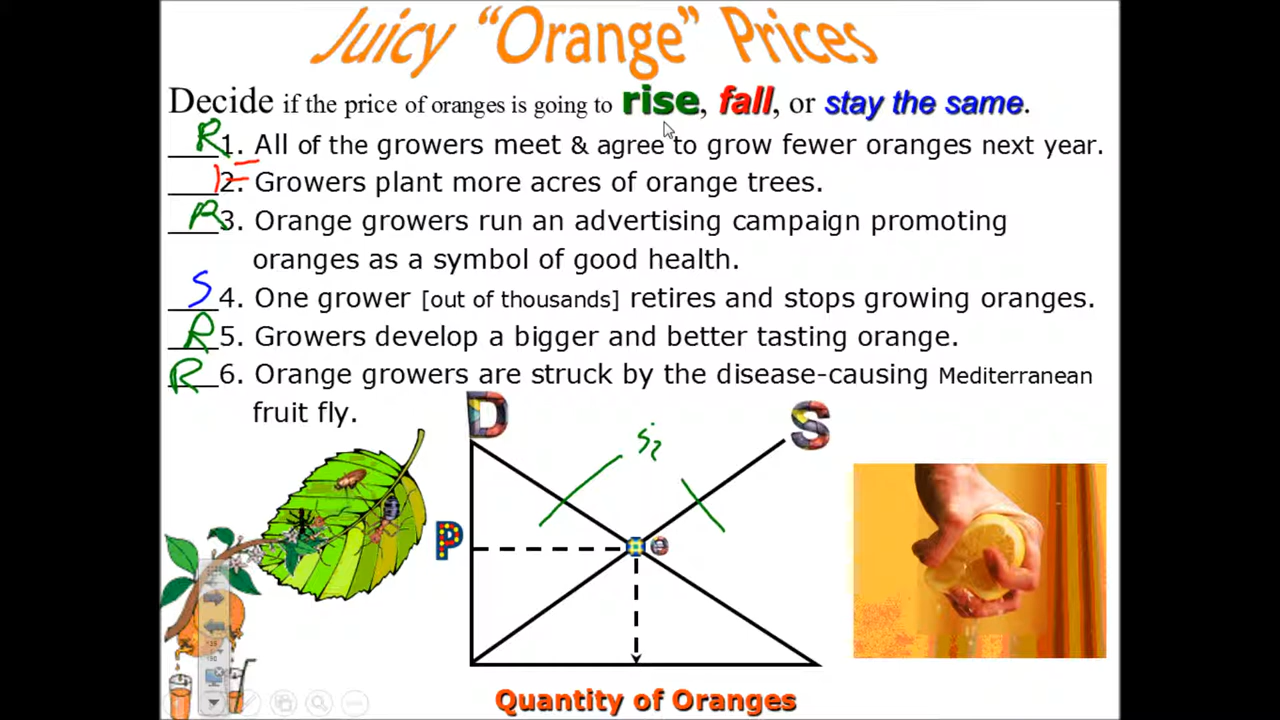 Juicy “Orange” Prices
Decide if the price of oranges is going to rise, fall, or stay the same.
R 1. All of the growers meet & agree to grow fewer oranges next year.
F 2. Growers plant more acres of orange trees.
R 3. Orange growers run an advertising campaign promoting
oranges as a symbol of good health.
S 4. One grower [out of thousands] retires and stops growing oranges.
R 5. Growers develop a bigger and better tasting orange.
R 6. Orange growers are struck by the disease-causing Mediterranean
fruit fly.
D S
S2
P e
Quantity of Oranges